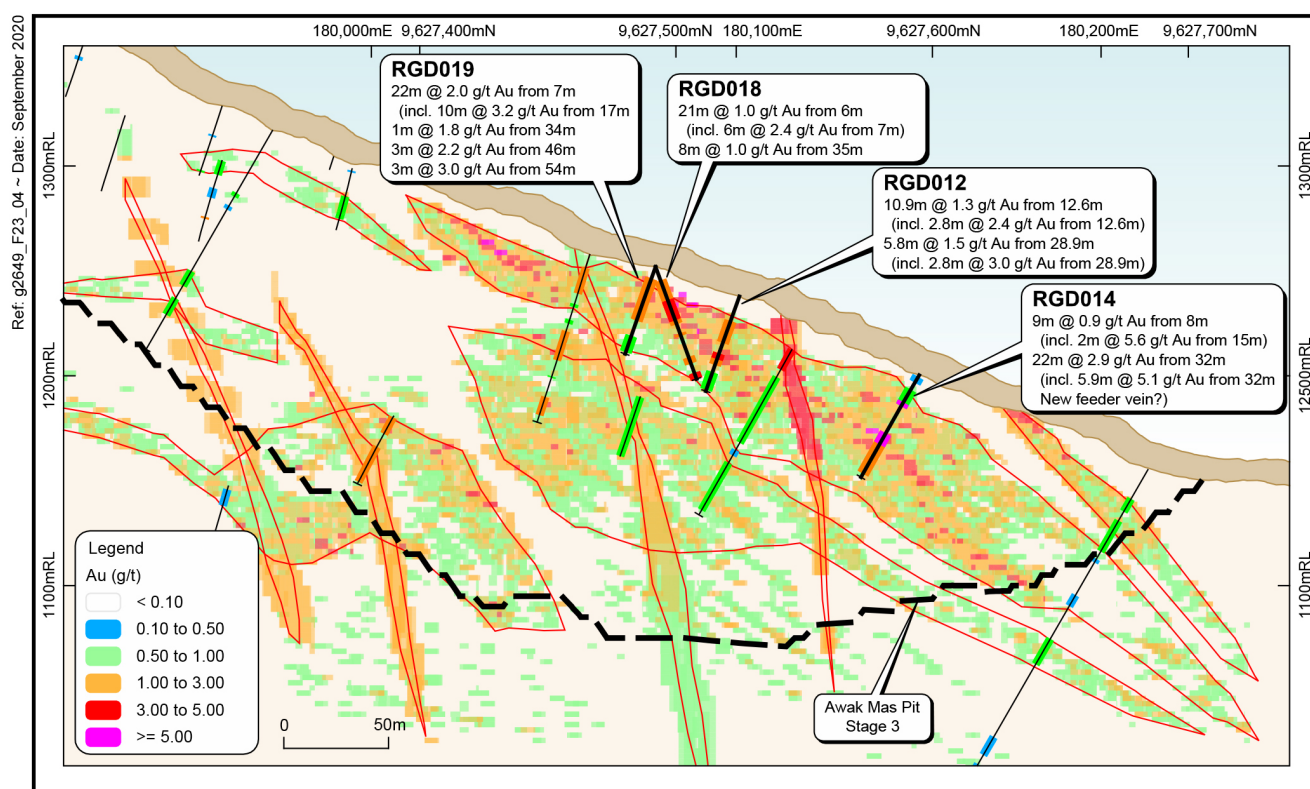 Ref: g2649_F23_04 ~ Date: September 2020
180,000mE 9,627,400mN 9,627,500mN 180,100mE 9,627,600mN 180,200mE 9,627,700mN
RGD019
22m @ 2.0 g/t Au from 7m
(incl. 10m @ 3.2 g/t Au from 17m)
1m @ 1.8 g/t Au from 34m
3m @ 2.2 g/t Au from 46m
3m @ 3.0 g/t Au from 54m
RGD018
21m @ 1.0 g/t Au from 6m
(incl. 6m @ 2.4 g/t Au from 7m)
8m @ 1.0 g/t Au from 35m
RGD012
10.9m @ 1.3 g/t Au from 12.6m
(incl. 2.8m @ 2.4 g/t Au from 12.6m)
5.8m @ 1.5 g/t Au from 28.9m
(incl. 2.8m @ 3.0 g/t Au from 28.9m)
RGD014
9m @ 0.9 g/t Au from 8m
(incl. 2m @ 5.6 g/t Au from 15m)
22m @ 2.9 g/t Au from 32m
(incl. 5.9m @ 5.1 g/t Au from 32m
New feeder vein?)
1300mRL
1200mRL
1100mRL
1300mRL
12500mRL
1100mRL
Legend
Au (g/t)
< 0.10
0.10 to 0.50
0.50 to 1.00
1.00 to 3.00
3.00 to 5.00
>= 5.00
0 50m
Awak Mas Pit
Stage 3